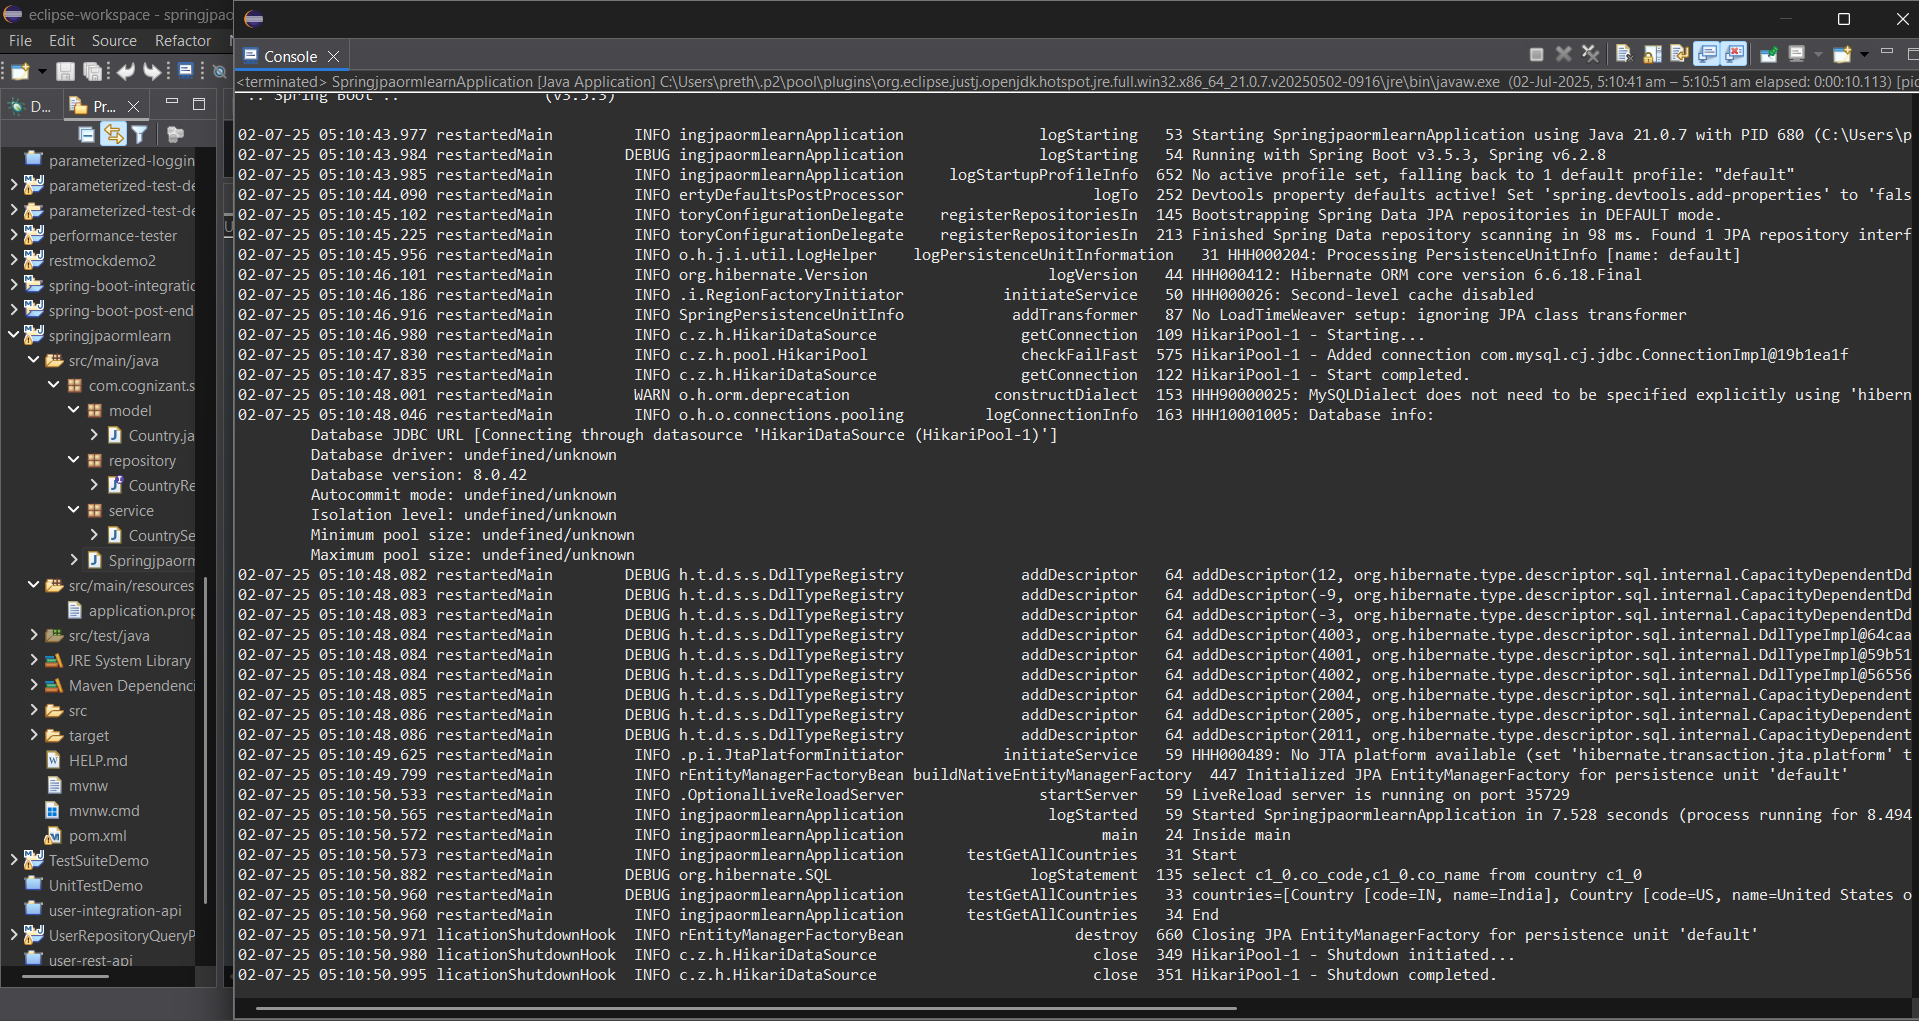 eclipse-workspace - springjpao
File Edit Source Refactor
Console
<terminated> SpringjpaormlearnApplication [Java Application] C:\Users\preth\.p2\pool\plugins\org.eclipse.justj.openjdk.hotspot.jre.full.win32.x86_64_21.0.7.v20250502-0916\jre\bin\javaw.exe (02-Jul-2025, 5:10:41 am – 5:10:51 am elapsed: 0:00:10.113) [pic
D...
Pr...
parameterized-loggin
parameterized-test-de
parameterized-test-de
performance-tester
restmockdemo2
spring-boot-integratio
spring-boot-post-end
springjpaormlearn
src/main/java
com.cognizant.s
model
Country.ja
repository
CountryRe
service
CountrySe
Springjpaorm
src/main/resources
application.prop
src/test/java
JRE System Library
Maven Dependenci
src
target
HELP.md
mvnw
mvnw.cmd
pom.xml
TestSuiteDemo
UnitTestDemo
user-integration-api
UserRepositoryQueryP
user-rest-api
:: Spring Boot :: (v3.5.3)
02-07-25 05:10:43.977 restartedMain INFO ingjpaormlearnApplication logStarting 53 Starting SpringjpaormlearnApplication using Java 21.0.7 with PID 680 (C:\Users\p
02-07-25 05:10:43.984 restartedMain DEBUG ingjpaormlearnApplication logStarting 54 Running with Spring Boot v3.5.3, Spring v6.2.8
02-07-25 05:10:43.985 restartedMain INFO ingjpaormlearnApplication logStartupProfileInfo 652 No active profile set, falling back to 1 default profile: "default"
02-07-25 05:10:44.090 restartedMain INFO ertyDefaultsPostProcessor logTo 252 Devtools property defaults active! Set 'spring.devtools.add-properties' to 'fals
02-07-25 05:10:45.102 restartedMain INFO toryConfigurationDelegate registerRepositoriesIn 145 Bootstrapping Spring Data JPA repositories in DEFAULT mode.
02-07-25 05:10:45.225 restartedMain INFO toryConfigurationDelegate registerRepositoriesIn 213 Finished Spring Data repository scanning in 98 ms. Found 1 JPA repository interf
02-07-25 05:10:45.956 restartedMain INFO o.h.j.i.util.LogHelper logPersistenceUnitInformation 31 HHH000204: Processing PersistenceUnitInfo [name: default]
02-07-25 05:10:46.101 restartedMain INFO org.hibernate.Version logVersion 44 HHH000412: Hibernate ORM core version 6.6.18.Final
02-07-25 05:10:46.186 restartedMain INFO .i.RegionFactoryInitiator initiateService 50 HHH000026: Second-level cache disabled
02-07-25 05:10:46.916 restartedMain INFO SpringPersistenceUnitInfo addTransformer 87 No LoadTimeWeaver setup: ignoring JPA class transformer
02-07-25 05:10:46.980 restartedMain INFO c.z.h.HikariDataSource getConnection 109 HikariPool-1 - Starting...
02-07-25 05:10:47.830 restartedMain INFO c.z.h.pool.HikariPool checkFailFast 575 HikariPool-1 - Added connection com.mysql.cj.jdbc.ConnectionImpl@19b1ea1f
02-07-25 05:10:47.835 restartedMain INFO c.z.h.HikariDataSource getConnection 122 HikariPool-1 - Start completed.
02-07-25 05:10:48.001 restartedMain WARN o.h.orm.deprecation constructDialect 153 HHH90000025: MySQLDialect does not need to be specified explicitly using 'hibern
02-07-25 05:10:48.046 restartedMain INFO o.h.o.connections.pooling logConnectionInfo 163 HHH10001005: Database info:
Database JDBC URL [Connecting through datasource 'HikariDataSource (HikariPool-1)']
Database driver: undefined/unknown
Database version: 8.0.42
Autocommit mode: undefined/unknown
Isolation level: undefined/unknown
Minimum pool size: undefined/unknown
Maximum pool size: undefined/unknown
02-07-25 05:10:48.082 restartedMain DEBUG h.t.d.s.s.DdlTypeRegistry addDescriptor 64 addDescriptor(12, org.hibernate.type.descriptor.sql.internal.CapacityDependentDd
02-07-25 05:10:48.083 restartedMain DEBUG h.t.d.s.s.DdlTypeRegistry addDescriptor 64 addDescriptor(-9, org.hibernate.type.descriptor.sql.internal.CapacityDependentDd
02-07-25 05:10:48.083 restartedMain DEBUG h.t.d.s.s.DdlTypeRegistry addDescriptor 64 addDescriptor(-3, org.hibernate.type.descriptor.sql.internal.CapacityDependentDd
02-07-25 05:10:48.084 restartedMain DEBUG h.t.d.s.s.DdlTypeRegistry addDescriptor 64 addDescriptor(4003, org.hibernate.type.descriptor.sql.internal.DdlTypeImpl@64caa
02-07-25 05:10:48.084 restartedMain DEBUG h.t.d.s.s.DdlTypeRegistry addDescriptor 64 addDescriptor(4001, org.hibernate.type.descriptor.sql.internal.DdlTypeImpl@59b51
02-07-25 05:10:48.084 restartedMain DEBUG h.t.d.s.s.DdlTypeRegistry addDescriptor 64 addDescriptor(4002, org.hibernate.type.descriptor.sql.internal.DdlTypeImpl@56556
02-07-25 05:10:48.085 restartedMain DEBUG h.t.d.s.s.DdlTypeRegistry addDescriptor 64 addDescriptor(2004, org.hibernate.type.descriptor.sql.internal.CapacityDependent
02-07-25 05:10:48.086 restartedMain DEBUG h.t.d.s.s.DdlTypeRegistry addDescriptor 64 addDescriptor(2005, org.hibernate.type.descriptor.sql.internal.CapacityDependent
02-07-25 05:10:48.086 restartedMain DEBUG h.t.d.s.s.DdlTypeRegistry addDescriptor 64 addDescriptor(2011, org.hibernate.type.descriptor.sql.internal.CapacityDependent
02-07-25 05:10:49.625 restartedMain INFO .p.i.JtaPlatformInitiator initiateService 59 HHH000489: No JTA platform available (set 'hibernate.transaction.jta.platform' t
02-07-25 05:10:49.799 restartedMain INFO rEntityManagerFactoryBean buildNativeEntityManagerFactory 447 Initialized JPA EntityManagerFactory for persistence unit 'default'
02-07-25 05:10:50.533 restartedMain INFO .OptionalLiveReloadServer startServer 59 LiveReload server is running on port 35729
02-07-25 05:10:50.565 restartedMain INFO ingjpaormlearnApplication logStarted 59 Started SpringjpaormlearnApplication in 7.528 seconds (process running for 8.494
02-07-25 05:10:50.572 restartedMain INFO ingjpaormlearnApplication main 24 Inside main
02-07-25 05:10:50.573 restartedMain INFO ingjpaormlearnApplication testGetAllCountries 31 Start
02-07-25 05:10:50.882 restartedMain DEBUG org.hibernate.SQL logStatement 135 select c1_0.co_code,c1_0.co_name from country c1_0
02-07-25 05:10:50.960 restartedMain DEBUG ingjpaormlearnApplication testGetAllCountries 33 countries=[Country [code=IN, name=India], Country [code=US, name=United States o
02-07-25 05:10:50.960 restartedMain INFO ingjpaormlearnApplication testGetAllCountries 34 End
02-07-25 05:10:50.971 licationShutdownHook INFO rEntityManagerFactoryBean destroy 660 Closing JPA EntityManagerFactory for persistence unit 'default'
02-07-25 05:10:50.980 licationShutdownHook INFO c.z.h.HikariDataSource close 349 HikariPool-1 - Shutdown initiated...
02-07-25 05:10:50.995 licationShutdownHook INFO c.z.h.HikariDataSource close 351 HikariPool-1 - Shutdown completed.